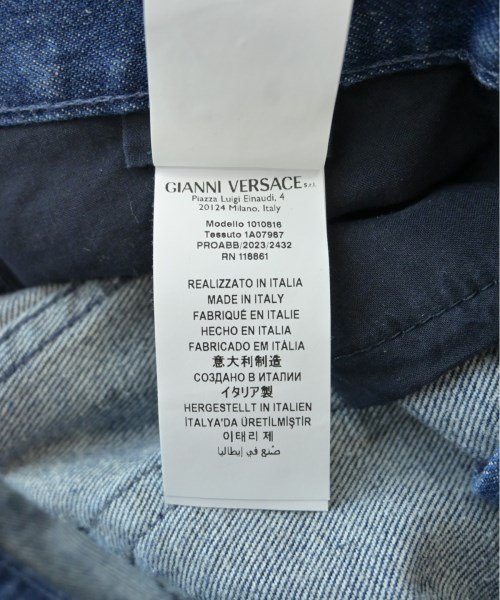 GIANNI VERSACE s.r.l
Piazza Luigi Einaudi, 4
20124 Milano, Italy
Modello 1010816
Tessuto 1A07987
PROABB/2023/2432
RN 118861
REALIZZATO IN ITALIA
MADE IN ITALY
FABRIQUÉ EN ITALIE
HECHO EN ITALIA
FABRICADO EM ITÁLIA
意大利制造
СОЗДАНО В ИТАЛИИ
イタリア製
HERGESTELLT IN ITALIEN
İTALYA'DA ÜRETİLMİŞTİR
이태리 제
صُنع في إيطاليا